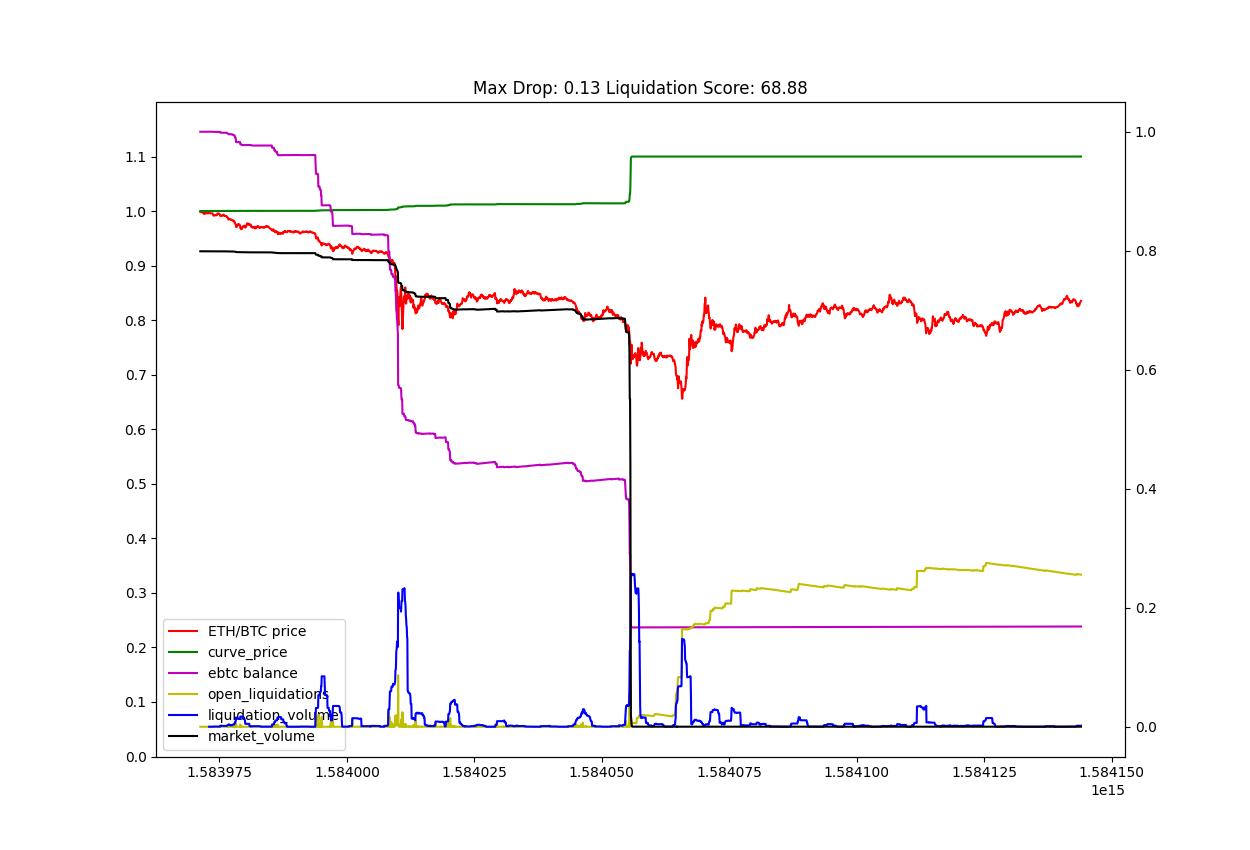 Max Drop: 0.13 Liquidation Score: 68.88
1.1
1.0
0.9
0.8
0.7
0.6
0.5
0.4
0.3
0.2
0.1
0.0
1.0
0.8
0.6
0.4
0.2
0.0
ETH/BTC price
curve_price
ebtc balance
open_liquidations
liquidation_volume
market_volume
1.583975 1.584000 1.584025 1.584050 1.584075 1.584100 1.584125 1.584150
1e15